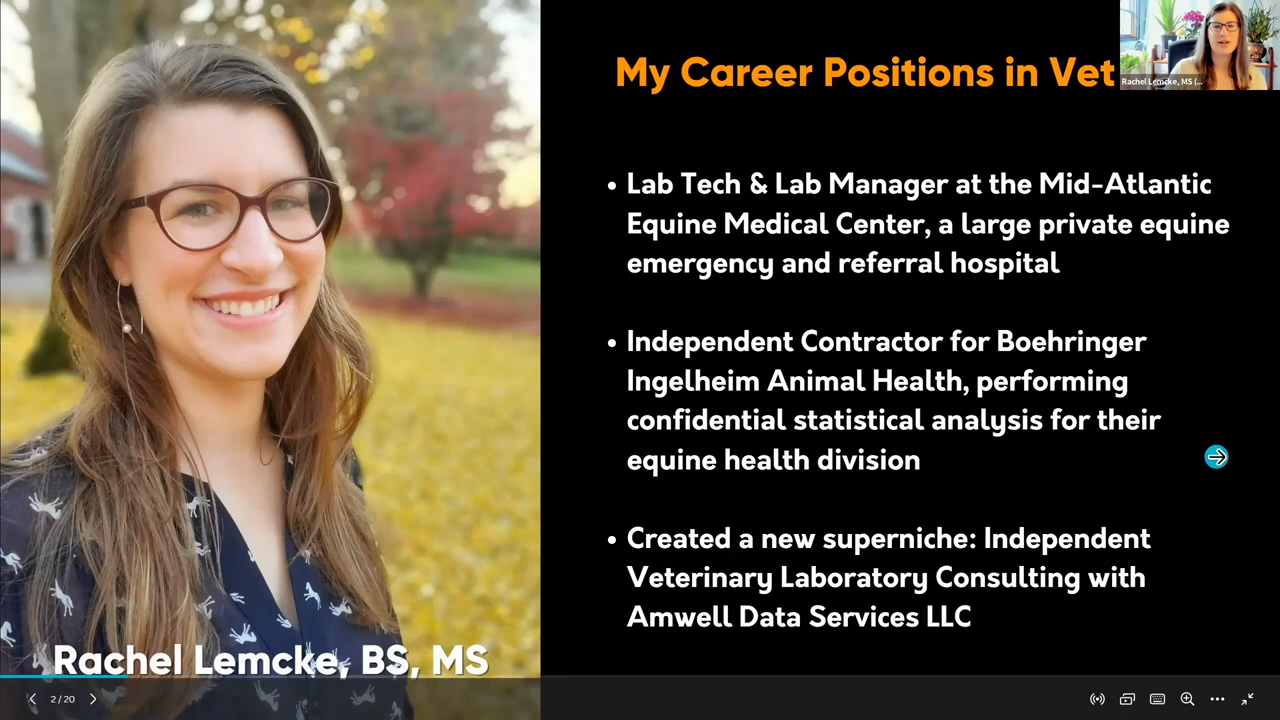 My Career Positions in Vet
Rachel Lemcke, MS (...
• Lab Tech & Lab Manager at the Mid-Atlantic
Equine Medical Center, a large private equine
emergency and referral hospital
• Independent Contractor for Boehringer
Ingelheim Animal Health, performing
confidential statistical analysis for their
equine health division
• Created a new superniche: Independent
Veterinary Laboratory Consulting with
Amwell Data Services LLC
Rachel Lemcke, BS, MS
2 / 20